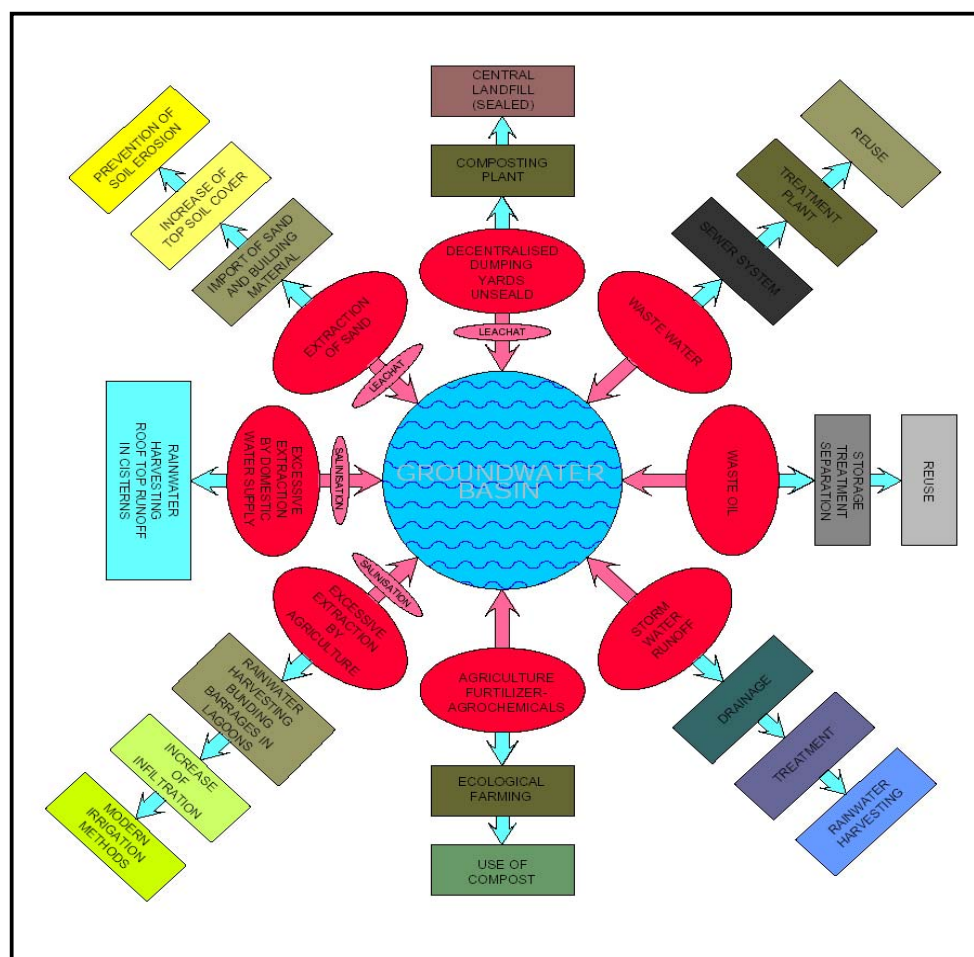 CENTRAL
LANDFILL
(SEALED)
COMPOSTING
PLANT
DECENTRALISED
DUMPING
YARDS
UNSEALD
LEACHAT
REUSE
TREATMENT
PLANT
SEWER SYSTEM
WASTE WATER
REUSE
STORAGE
TREATMENT
SEPARATION
WASTE OIL
STORM
WATER
RUNOFF
DRAINAGE
TREATMENT
RAINWATER
HARVESTING
AGRICULTURE
FURTILIZER-
AGROCHEMICALS
ECOLOGICAL
FARMING
USE OF
COMPOST
SALINISATION
EXCESSIVE
EXTRACTION
BY
AGRICULTURE
RAINWATER
HARVESTING
BUNDING
BARRAGES IN
LAGOONS
INCREASE
OF
INFILTRATION
MODERN
IRRIGATION
METHODS
SALINISATION
EXCESSIVE
EXTRACTION
BY DOMESTIC
WATER SUPPLY
RAINWATER
HARVESTING
ROOF TOP RUNOFF
IN CISTERNS
LEACHAT
EXTRACTION
OF SAND
IMPORT OF SAND
AND BUILDING
MATERIAL
INCREASE OF
TOP SOIL COVER
PREVENTION OF
SOIL EROSION
GROUNDWATER
BASIN